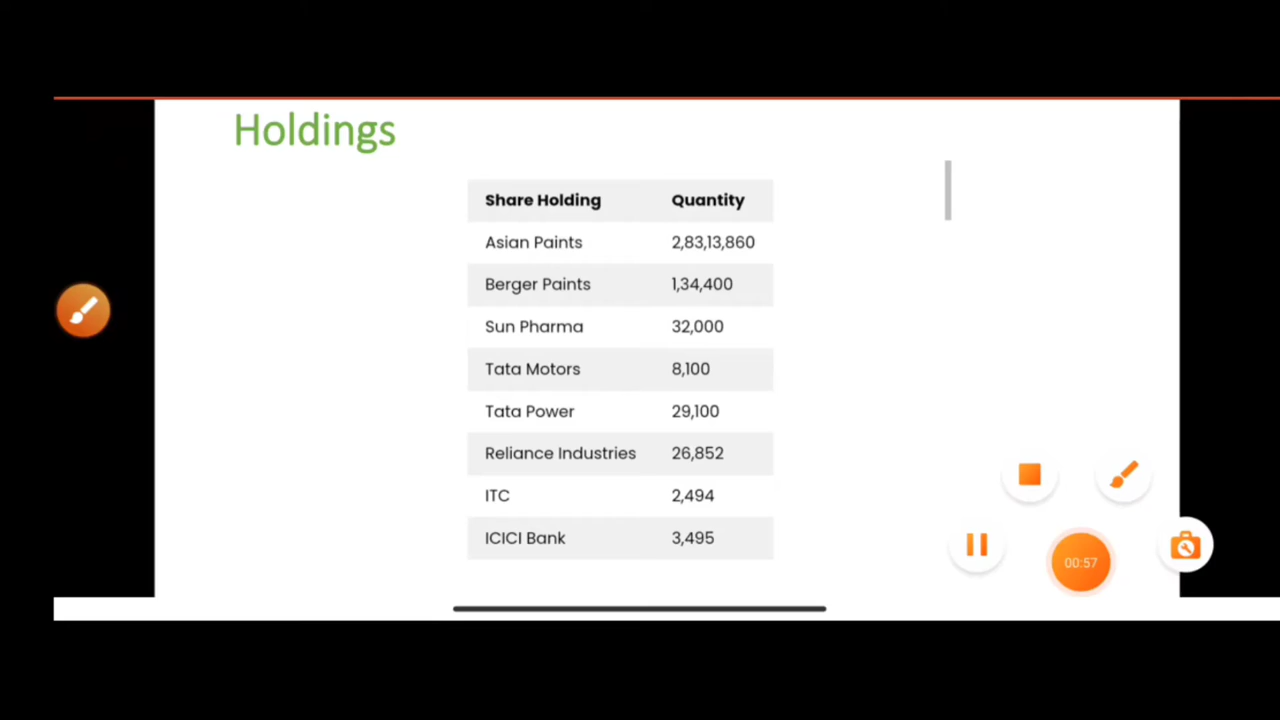 Holdings
Share Holding Quantity
Asian Paints 2,83,13,860
Berger Paints 1,34,400
Sun Pharma 32,000
Tata Motors 8,100
Tata Power 29,100
Reliance Industries 26,852
ITC 2,494
ICICI Bank 3,495
00:57